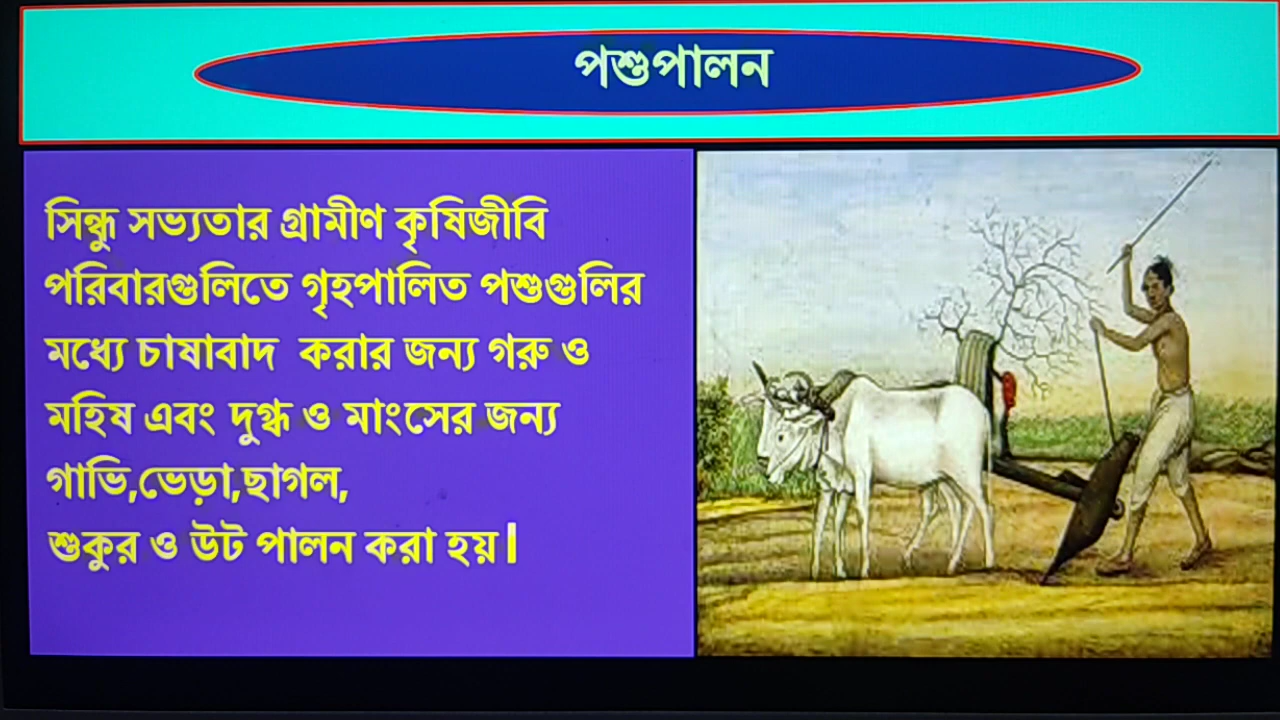 পশুপালন
সিন্ধু সভ্যতার গ্রামীণ কৃষিজীবি
পরিবারগুলিতে গৃহপালিত পশুগুলির
মধ্যে চাষাবাদ করার জন্য গরু ও
মহিষ এবং দুগ্ধ ও মাংসের জন্য
গাভি,ভেড়া,ছাগল,
শুকুর ও উট পালন করা হয়।